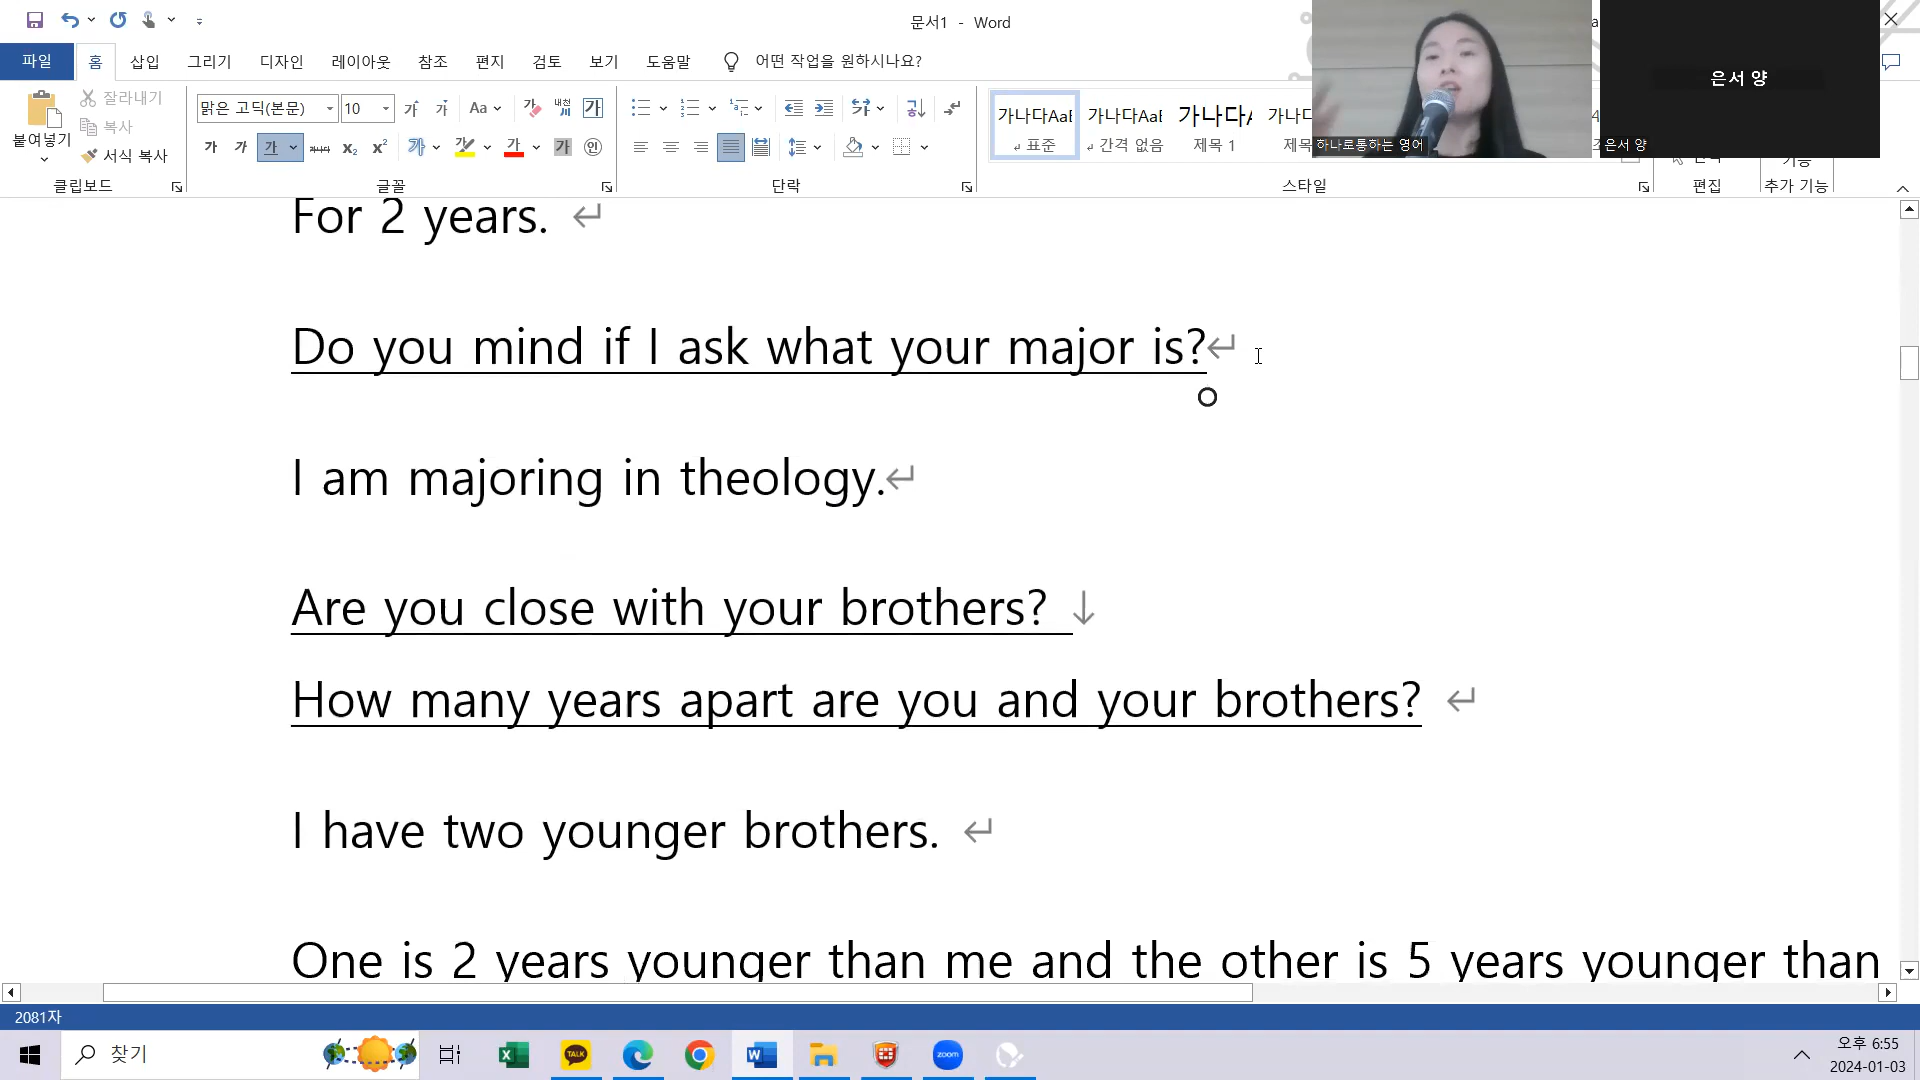 문서1 - Word
파일 홈 삽입 그리기 디자인 레이아웃 참조 편지 검토 보기 도움말 어떤 작업을 원하시나요?
붙여넣기
잘라내기
복사
서식 복사
클립보드
맑은 고딕(본문) 10
글꼴
단락
가나다AaB 가나다AaB 가나다A 가나다
표준 간격 없음 제목 1 제목
스타일
편집
추가 기능
하나로통하는 영어
은서 양
은서 양
For 2 years.
Do you mind if I ask what your major is?
I am majoring in theology.
Are you close with your brothers?
How many years apart are you and your brothers?
I have two younger brothers.
One is 2 years younger than me and the other is 5 years younger than
2081자
찾기
TALK
zoom
오후 6:55
2024-01-03